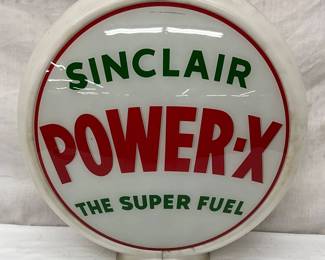 SINCLAIR
POWER-X
THE SUPER FUEL